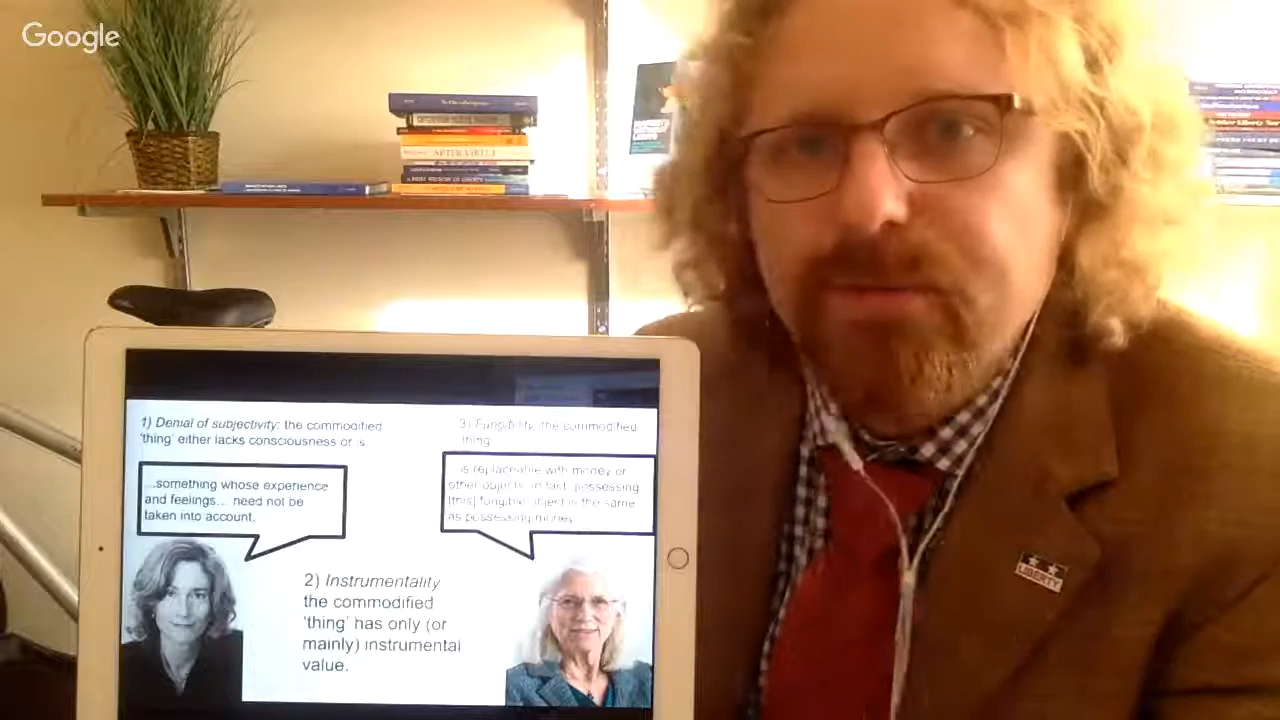 Google
AFTER VIRTUE
1) Denial of subjectivity: the commodified
'thing' either lacks consciousness or is
3) Fungibility: the commodified
thing
...something whose experience
and feelings... need not be
taken into account.
is replaceable with money or
other objects, in fact, possessing
[this] fungible object is the same
as possessing money
2) Instrumentality
the commodified
'thing' has only (or
mainly) instrumental
value.
LIBERTY